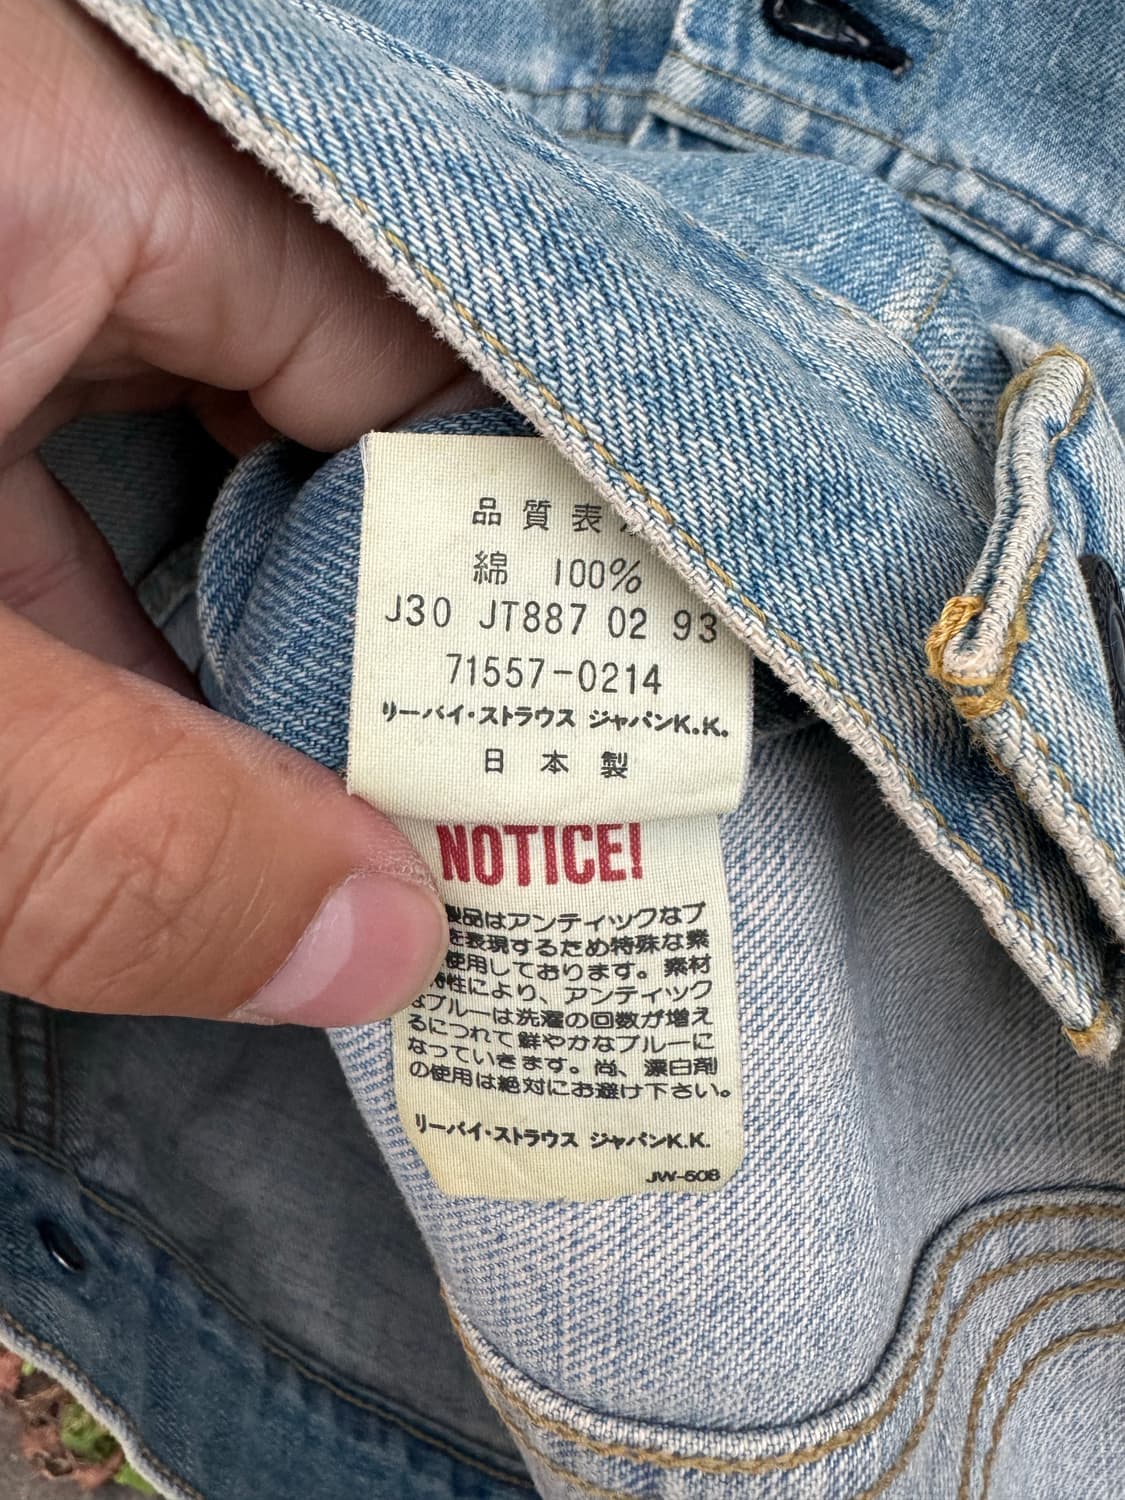 品質表
綿 100%
J30 JT887 02 93
71557-0214
リーバイ・ストラウス ジャパンK.K.
日本製
NOTICE!
製品はアンティックなブ
を表現するため特殊な素
使用しております。素材
特性により、アンティック
なブルーは洗濯の回数が増え
るにつれて鮮やかなブルーに
なっていきます。尚、漂白剤
の使用は絶対にお避け下さい。
リーバイ・ストラウス ジャパンK.K.
JW-508